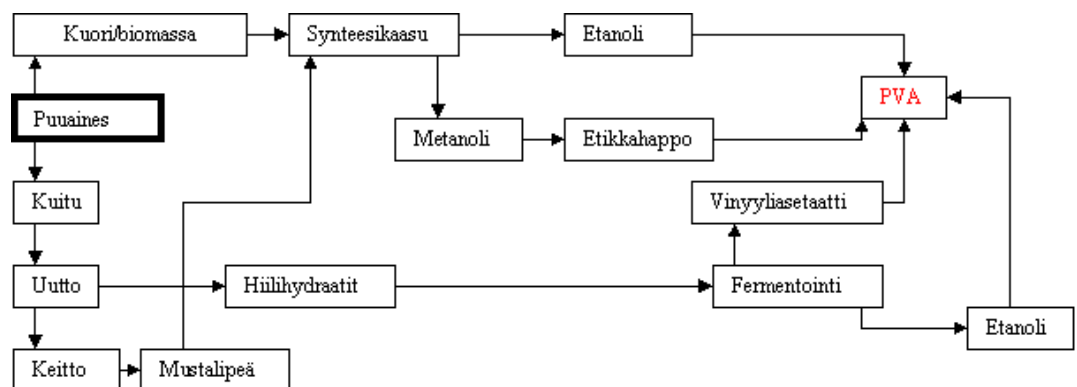 Kuori/biomassa
Synteesikaasu
Etanoli
PVA
Puuaines
Metanoli
Etikkahappo
Kuitu
Vinyyliasetaatti
Uutto
Hiilihydraatit
Fermentointi
Etanoli
Keitto
Mustalipeä